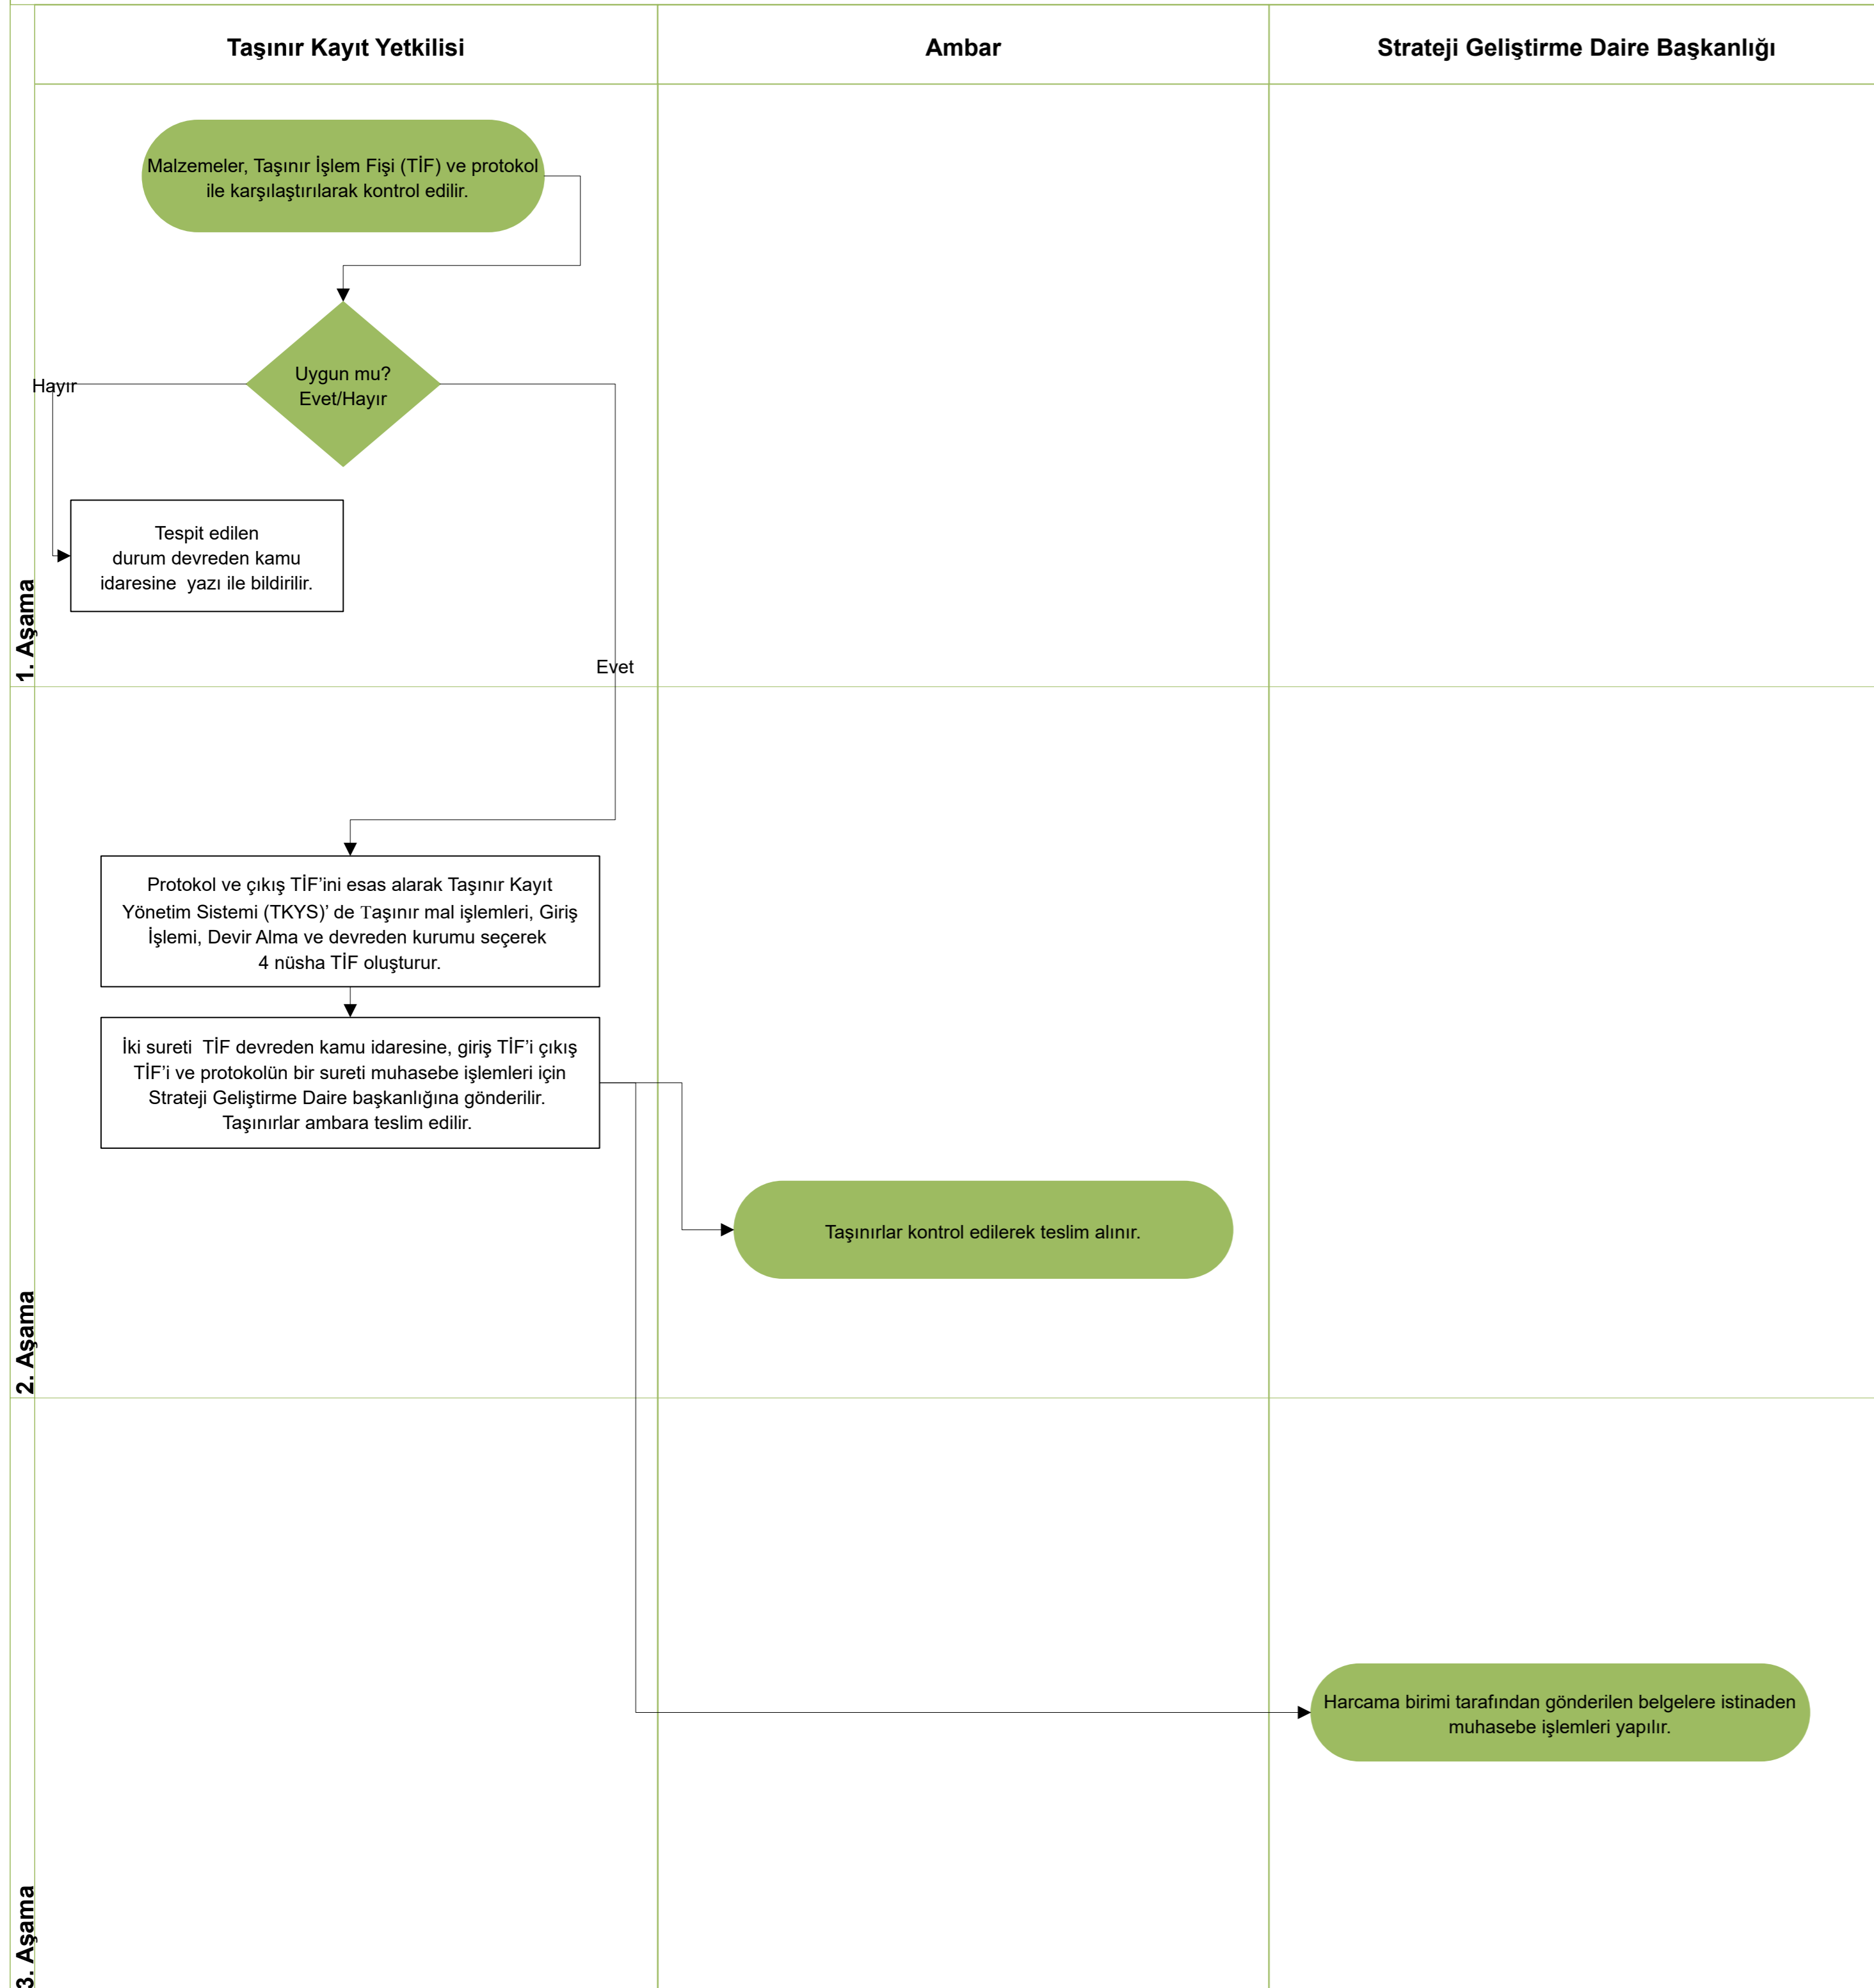 Taşınır Kayıt Yetkilisi
Ambar
Strateji Geliştirme Daire Başkanlığı
1. Aşama
Malzemeler, Taşınır İşlem Fişi (TİF) ve protokol
ile karşılaştırılarak kontrol edilir.
Uygun mu?
Evet/Hayır
Hayır
Tespit edilen
durum devreden kamu
idaresine  yazı ile bildirilir.
Evet
2. Aşama
Protokol ve çıkış TİF’ini esas alarak Taşınır Kayıt
Yönetim Sistemi (TKYS)’ de Taşınır mal işlemleri, Giriş
İşlemi, Devir Alma ve devreden kurumu seçerek
4 nüsha TİF oluşturur.
İki sureti  TİF devreden kamu idaresine, giriş TİF’i çıkış
TİF’i ve protokolün bir sureti muhasebe işlemleri için
Strateji Geliştirme Daire başkanlığına gönderilir.
Taşınırlar ambara teslim edilir.
Taşınırlar kontrol edilerek teslim alınır.
3. Aşama
Harcama birimi tarafından gönderilen belgelere istinaden
muhasebe işlemleri yapılır.